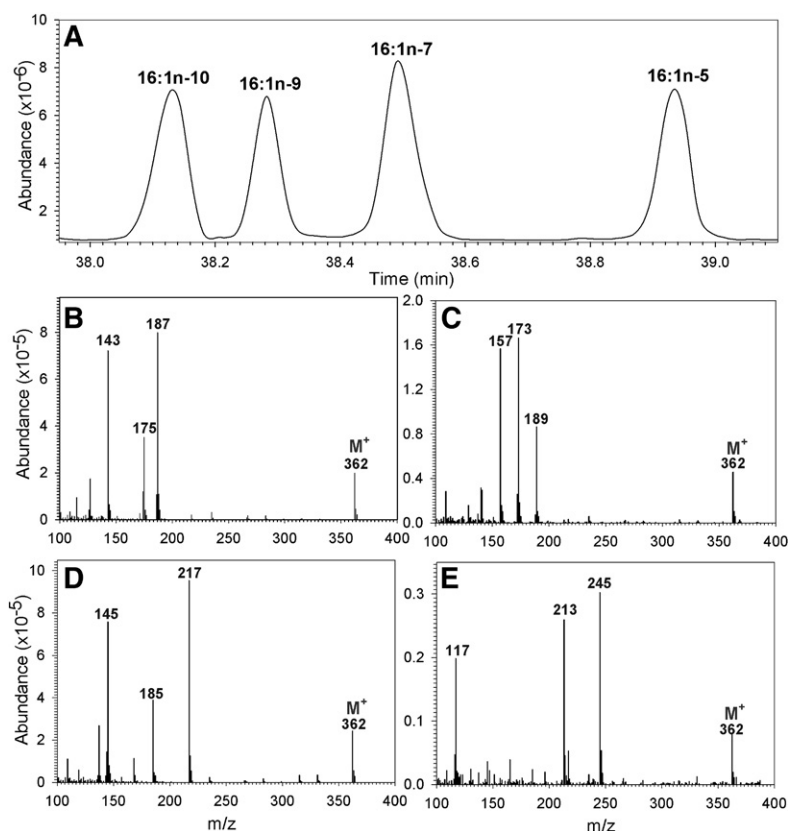 A
Abundance (x10⁻⁶)
10
8
6
4
2
16:1n-10
16:1n-9
16:1n-7
16:1n-5
38.0 38.2 38.4 38.6 38.8 39.0
Time (min)
B
Abundance (x10⁻⁵)
8
6
4
2
0
143
175
187
M⁺
362
100 150 200 250 300 350 400
C
2.0
1.6
1.2
0.8
0.4
0.0
157
173
189
M⁺
362
100 150 200 250 300 350 400
D
Abundance (x10⁻⁵)
10
8
6
4
2
0
145
185
217
M⁺
362
100 150 200 250 300 350 400
m/z
E
0.3
0.2
0.1
0.0
117
213
245
M⁺
362
100 150 200 250 300 350 400
m/z